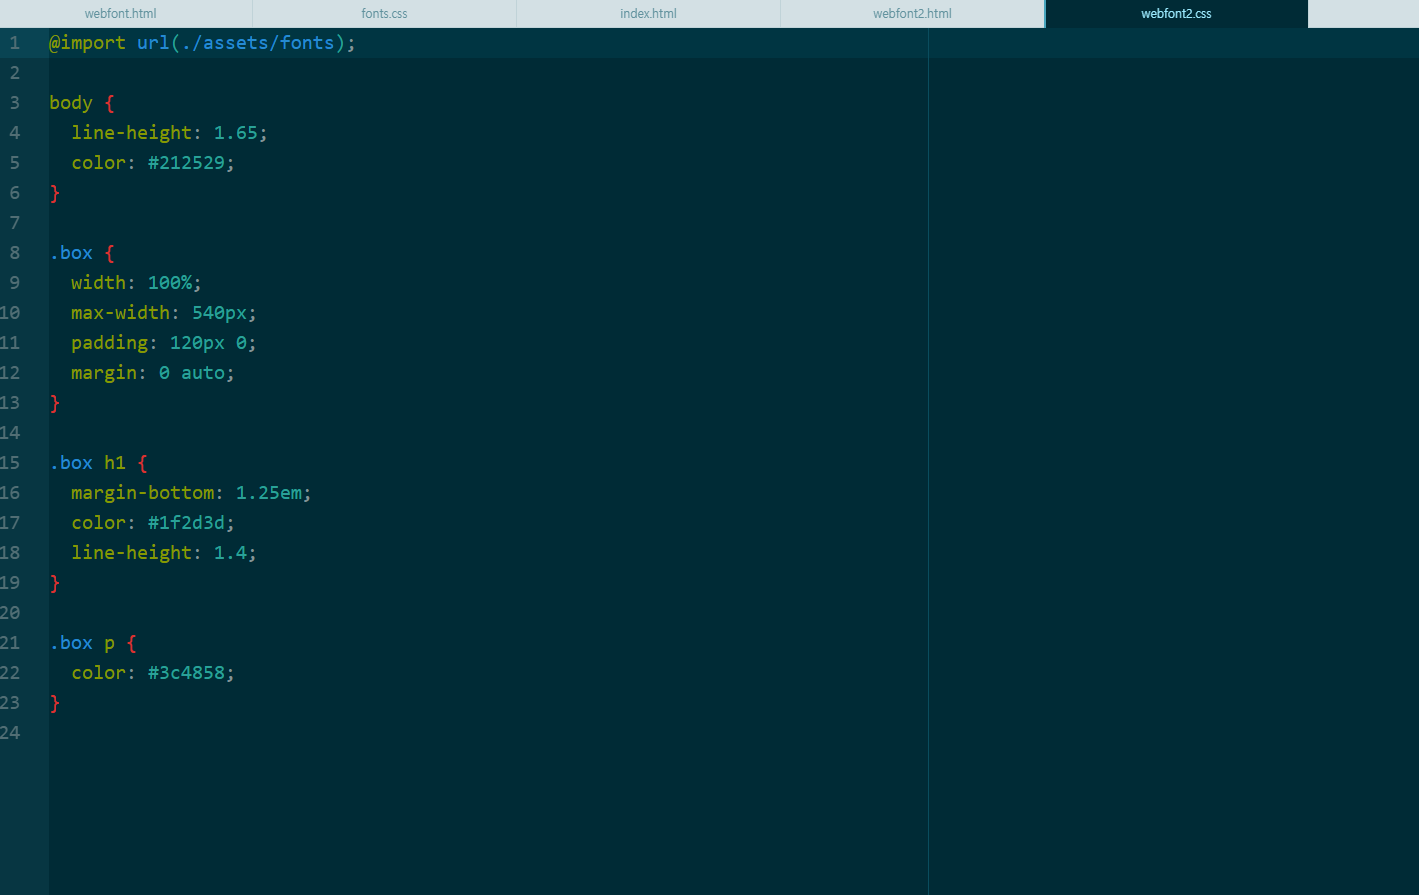 webfont.html fonts.css index.html webfont2.html webfont2.css
1 @import url(./assets/fonts);
2
3 body {
4   line-height: 1.65;
5   color: #212529;
6 }
7
8 .box {
9   width: 100%;
10   max-width: 540px;
11   padding: 120px 0;
12   margin: 0 auto;
13 }
14
15 .box h1 {
16   margin-bottom: 1.25em;
17   color: #1f2d3d;
18   line-height: 1.4;
19 }
20
21 .box p {
22   color: #3c4858;
23 }
24